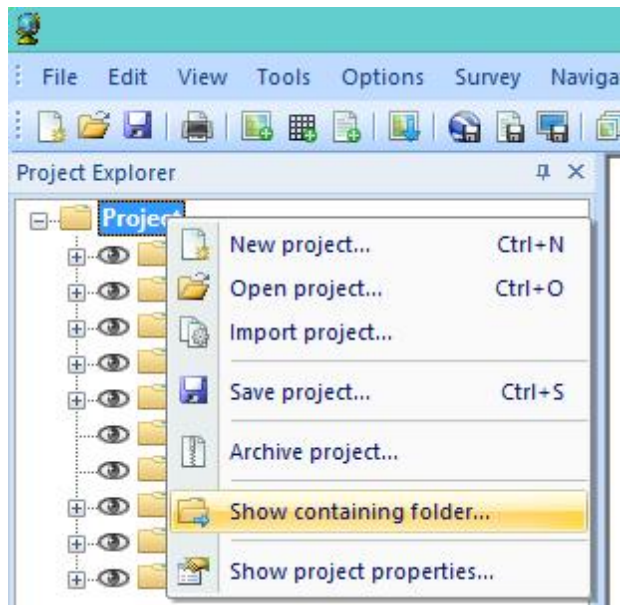 File Edit View Tools Options Survey Naviga
Project Explorer
Project
New project... Ctrl+N
Open project... Ctrl+O
Import project...
Save project... Ctrl+S
Archive project...
Show containing folder...
Show project properties...